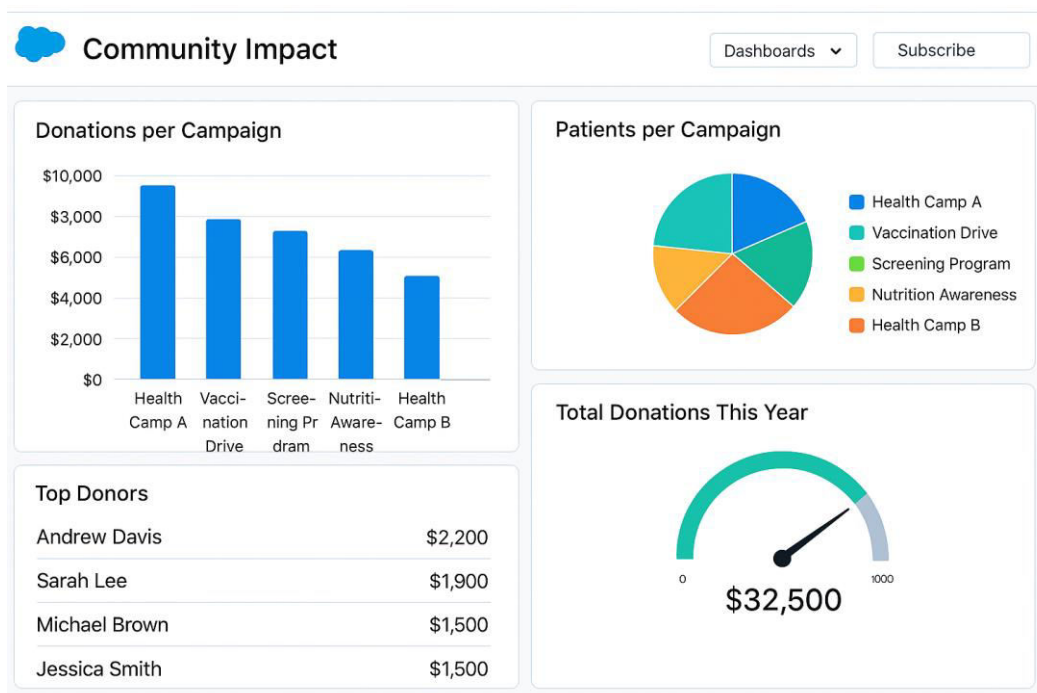 Community Impact
Dashboards
Subscribe
Donations per Campaign
$10,000
$3,000
$6,000
$4,000
$2,000
$0
Health Camp A
Vacci-
nation
Drive
Scree-
ning Pr
dram
Nutriti-
Aware-
ness
Health
Camp B
Patients per Campaign
Health Camp A
Vaccination Drive
Screening Program
Nutrition Awareness
Health Camp B
Top Donors
Andrew Davis $2,200
Sarah Lee $1,900
Michael Brown $1,500
Jessica Smith $1,500
Total Donations This Year
0
1000
$32,500